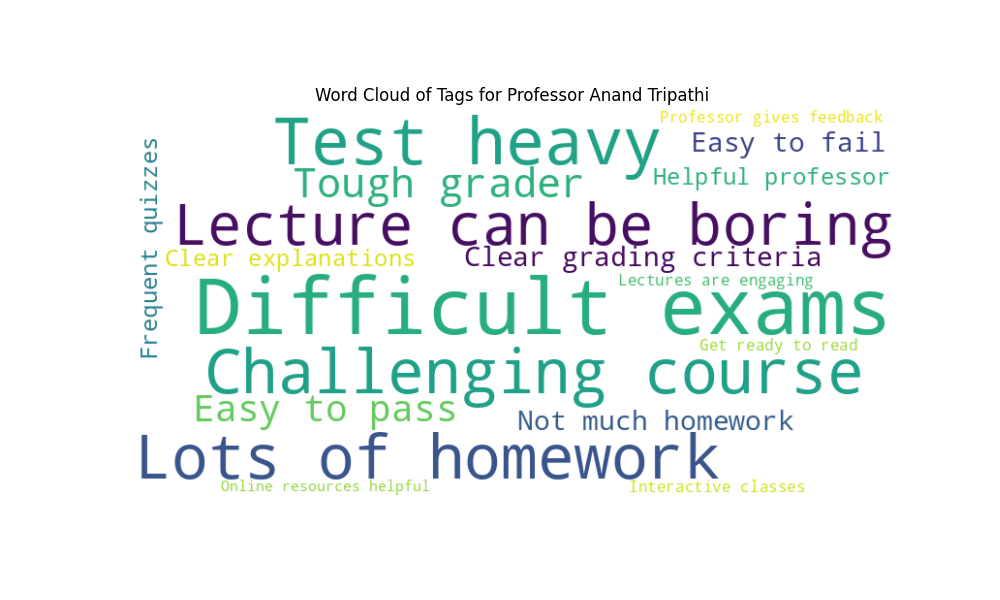 Word Cloud of Tags for Professor Anand Tripathi
Professor gives feedback
Test heavy
Easy to fail
Tough grader
Helpful professor
Frequent quizzes
Lecture can be boring
Clear explanations
Clear grading criteria
Lectures are engaging
Difficult exams
Get ready to read
Challenging course
Easy to pass
Not much homework
Lots of homework
Online resources helpful
Interactive classes